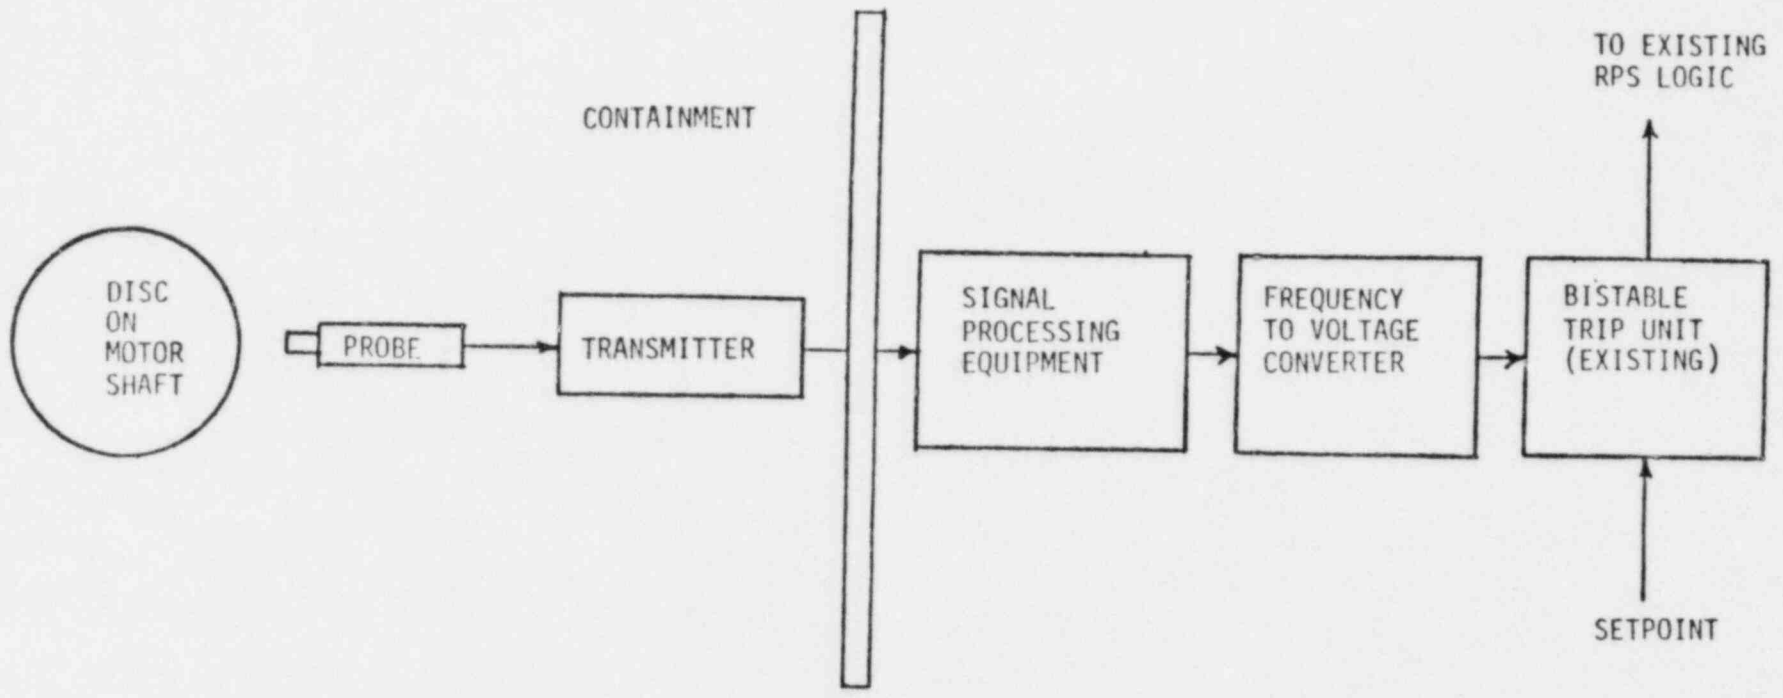 TO EXISTING
RPS LOGIC
CONTAINMENT
DISC
ON
MOTOR
SHAFT
PROBE
TRANSMITTER
SIGNAL
PROCESSING
EQUIPMENT
FREQUENCY
TO VOLTAGE
CONVERTER
BISTABLE
TRIP UNIT
(EXISTING)
SETPOINT